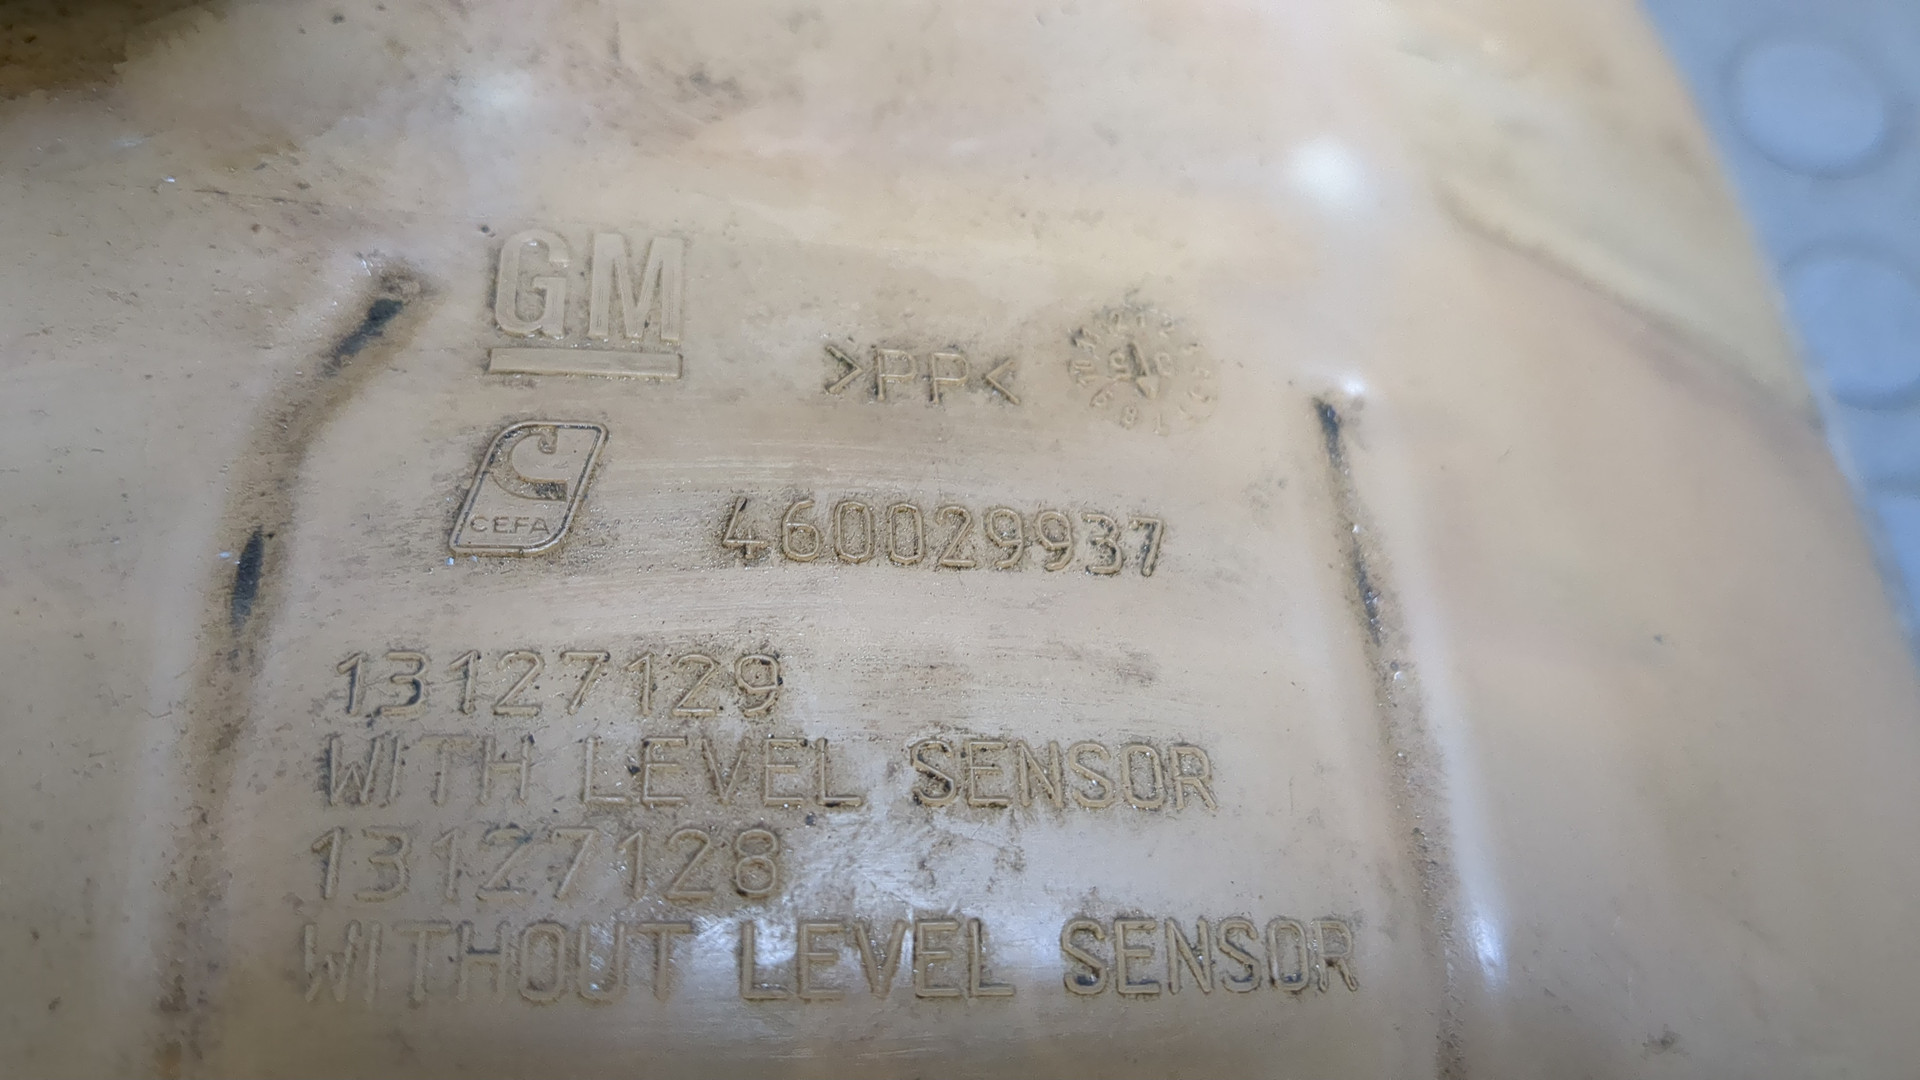 GM
>PP<
CEFA
460029937
13127129
WITH LEVEL SENSOR
13127128
WITHOUT LEVEL SENSOR